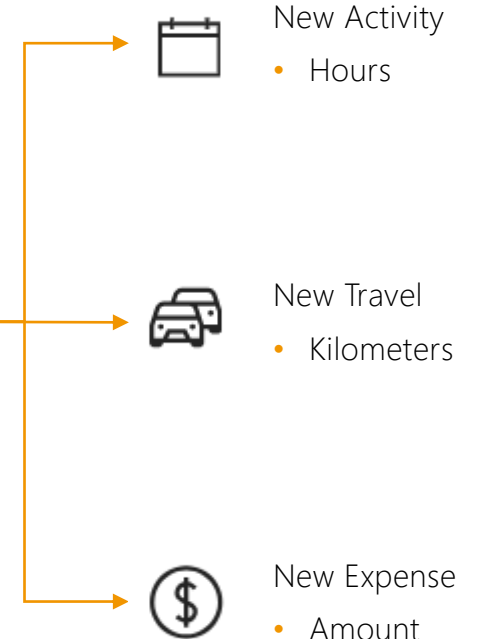 New Activity
• Hours
New Travel
• Kilometers
$
New Expense
• Amount